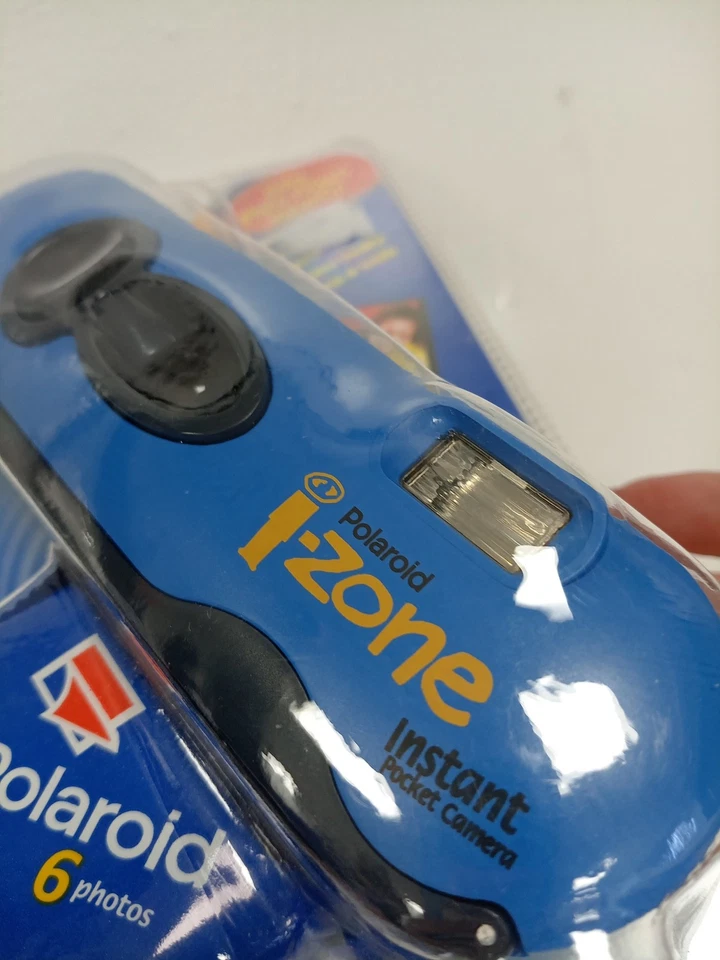 Polaroid
i-zone
Instant
Pocket Camera
polaroid
6 photos